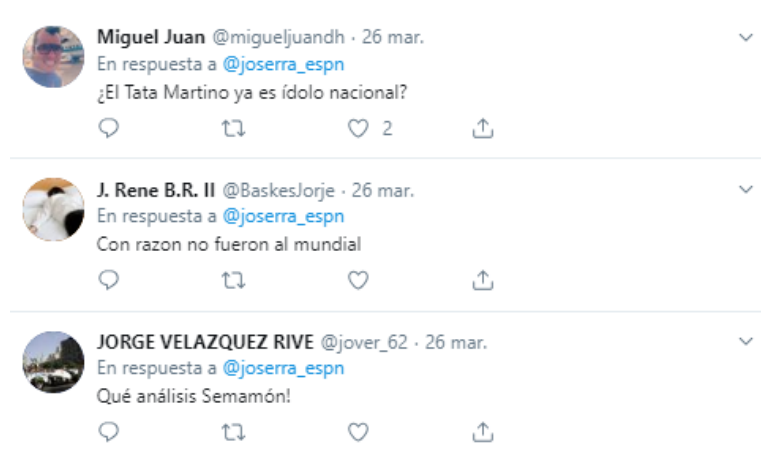 Miguel Juan @migueljuandh · 26 mar.
En respuesta a @joserra_espn
¿El Tata Martino ya es ídolo nacional?
2
J. Rene B.R. II @BaskesJorje · 26 mar.
En respuesta a @joserra_espn
Con razon no fueron al mundial
JORGE VELAZQUEZ RIVE @jover_62 · 26 mar.
En respuesta a @joserra_espn
Qué análisis Semamón!